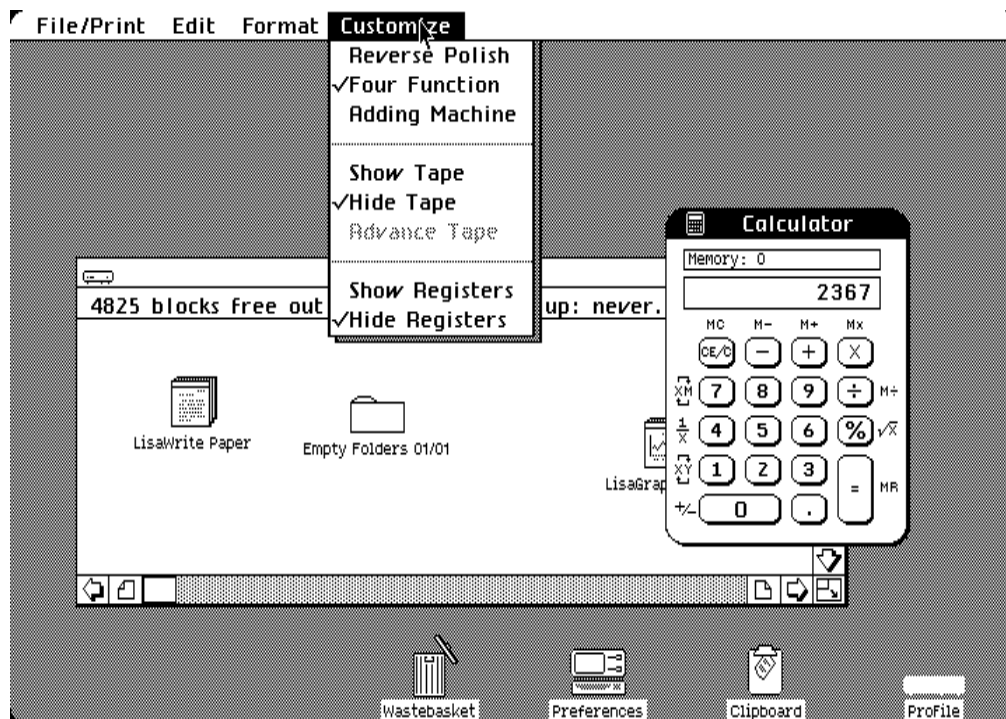 File/Print Edit Format Customize
Reverse Polish
✓Four Function
Adding Machine
Show Tape
✓Hide Tape
Advance Tape
Show Registers
✓Hide Registers
4825 blocks free out up: never.
LisaWrite Paper
Empty Folders 01/01
LisaGrap
Calculator
Memory: 0
2367
MC M- M+ Mx
CE/C - + X
XM 7 8 9 ÷ M÷
1/X 4 5 6 % √X
XY 1 2 3 = MR
+/- 0 .
Wastebasket Preferences Clipboard ProFile